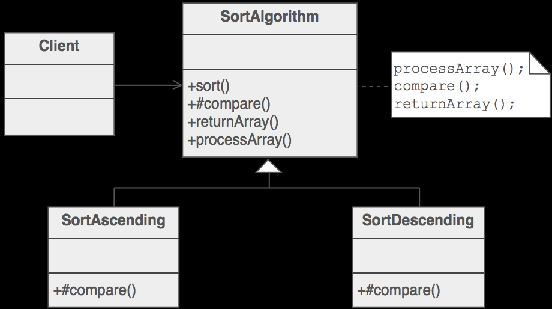 SortAlgorithm
Client
+sort()
+#compare()
+returnArray()
+processArray()
processArray();
compare();
returnArray();
SortAscending
+#compare()
SortDescending
+#compare()